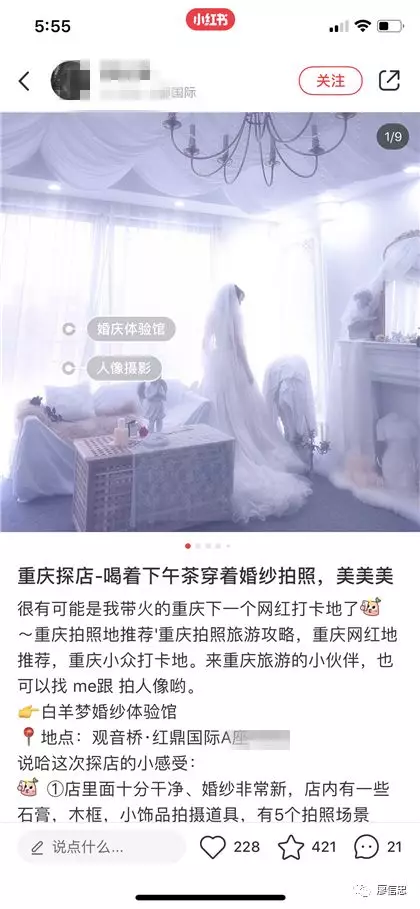 5:55
小红书
国际
关注
1/9
婚庆体验馆
人像摄影
重庆探店-喝着下午茶穿着婚纱拍照，美美美
很有可能是我带火的重庆下一个网红打卡地了
～重庆拍照地推荐'重庆拍照旅游攻略，重庆网红地
推荐，重庆小众打卡地。来重庆旅游的小伙伴，也
可以找 me跟 拍人像哟。
👉白羊梦婚纱体验馆
📍地点：观音桥·红鼎国际A座
说哈这次探店的小感受：
①店里面十分干净、婚纱非常新，店内有一些
石膏，木框，小饰品拍摄道具，有5个拍照场景
说点什么...
228
421
21
廖信忠